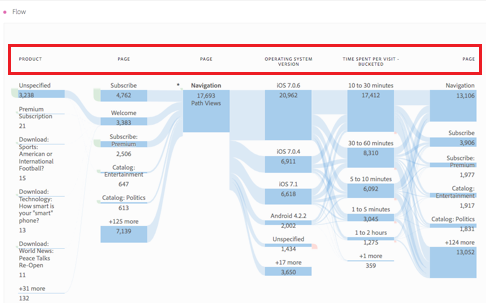 Flow
PRODUCT
PAGE
PAGE
OPERATING SYSTEM
VERSION
TIME SPENT PER VISIT -
BUCKETED
PAGE
Unspecified
3,238
Premium
Subscription
21
Download:
Sports:
American or
International
Football?
15
Download:
Technology:
How smart is
your "smart"
phone?
13
Download:
World News:
Peace Talks
Re-Open
11
+31 more
132
Subscribe
4,762
Welcome
3,383
Subscribe:
Premium
2,506
Catalog:
Entertainment
647
Catalog: Politics
613
+125 more
7,139
Navigation
17,693
Path Views
iOS 7.0.6
20,962
iOS 7.0.4
6,911
iOS 7.1
6,618
Android 4.2.2
2,002
Unspecified
1,434
+17 more
3,650
10 to 30 minutes
17,412
30 to 60 minutes
8,310
5 to 10 minutes
6,092
1 to 5 minutes
3,045
1 to 2 hours
1,275
+1 more
359
Navigation
13,106
Subscribe
3,906
Subscribe:
Premium
1,977
Catalog:
Entertainment
1,917
Catalog: Politics
1,831
+124 more
13,052